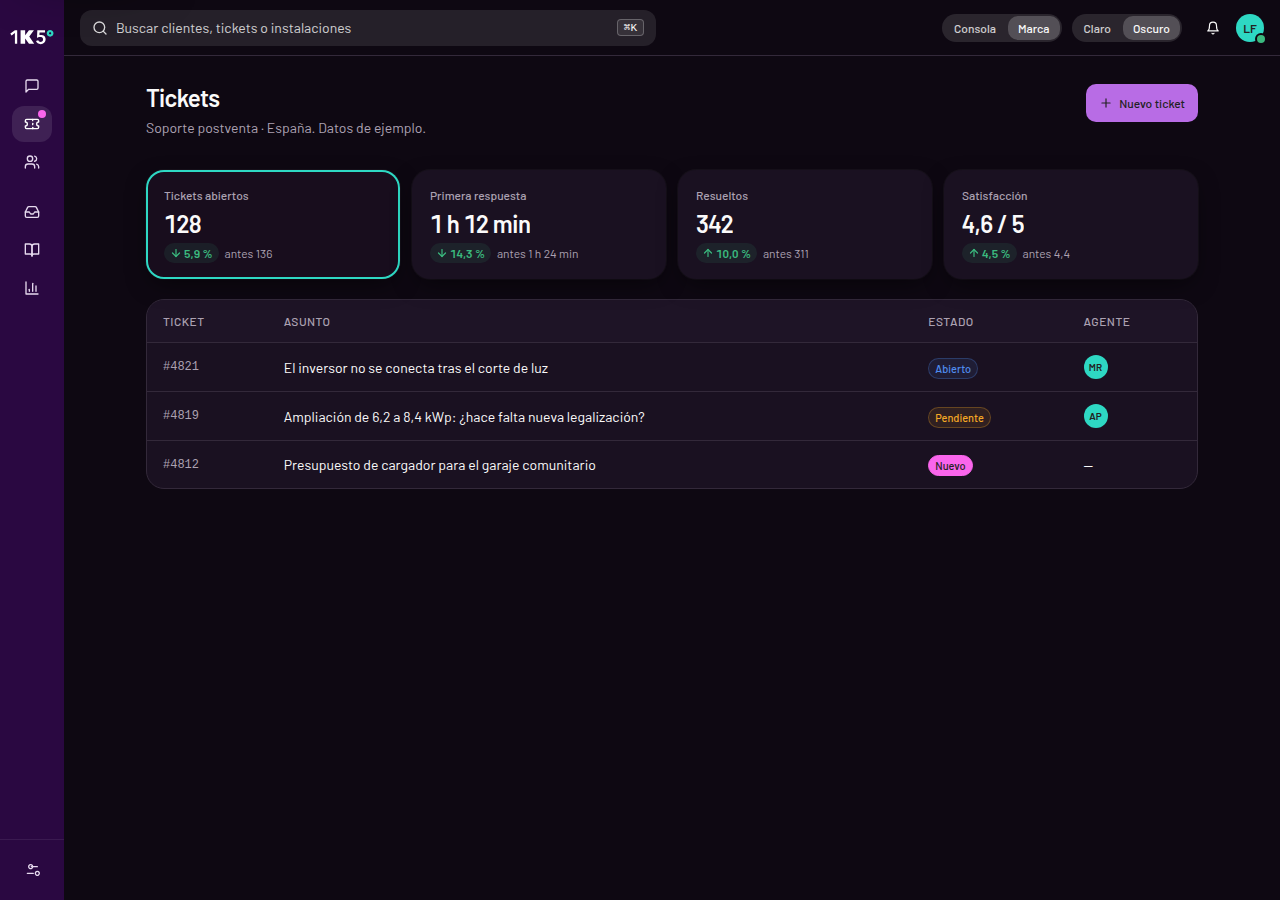 1K5°
Buscar clientes, tickets o instalaciones
⌘K
Consola Marca
Claro Oscuro
LF
Tickets
Soporte postventa · España. Datos de ejemplo.
Nuevo ticket
Tickets abiertos
128
5,9 % antes 136
Primera respuesta
1 h 12 min
14,3 % antes 1 h 24 min
Resueltos
342
10,0 % antes 311
Satisfacción
4,6 / 5
4,5 % antes 4,4
TICKET ASUNTO ESTADO AGENTE
#4821 El inversor no se conecta tras el corte de luz Abierto MR
#4819 Ampliación de 6,2 a 8,4 kWp: ¿hace falta nueva legalización? Pendiente AP
#4812 Presupuesto de cargador para el garaje comunitario Nuevo —